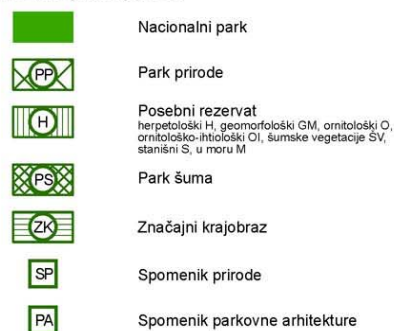 Nacionalni park
PP Park prirode
H Posebni rezervat
herpetološki H, geomorfološki GM, ornitološki O,
ornitološko-ihtiološki OI, šumske vegetacije ŠV,
stanišni S, u moru M
PS Park šuma
ZK Značajni krajobraz
SP Spomenik prirode
PA Spomenik parkovne arhitekture